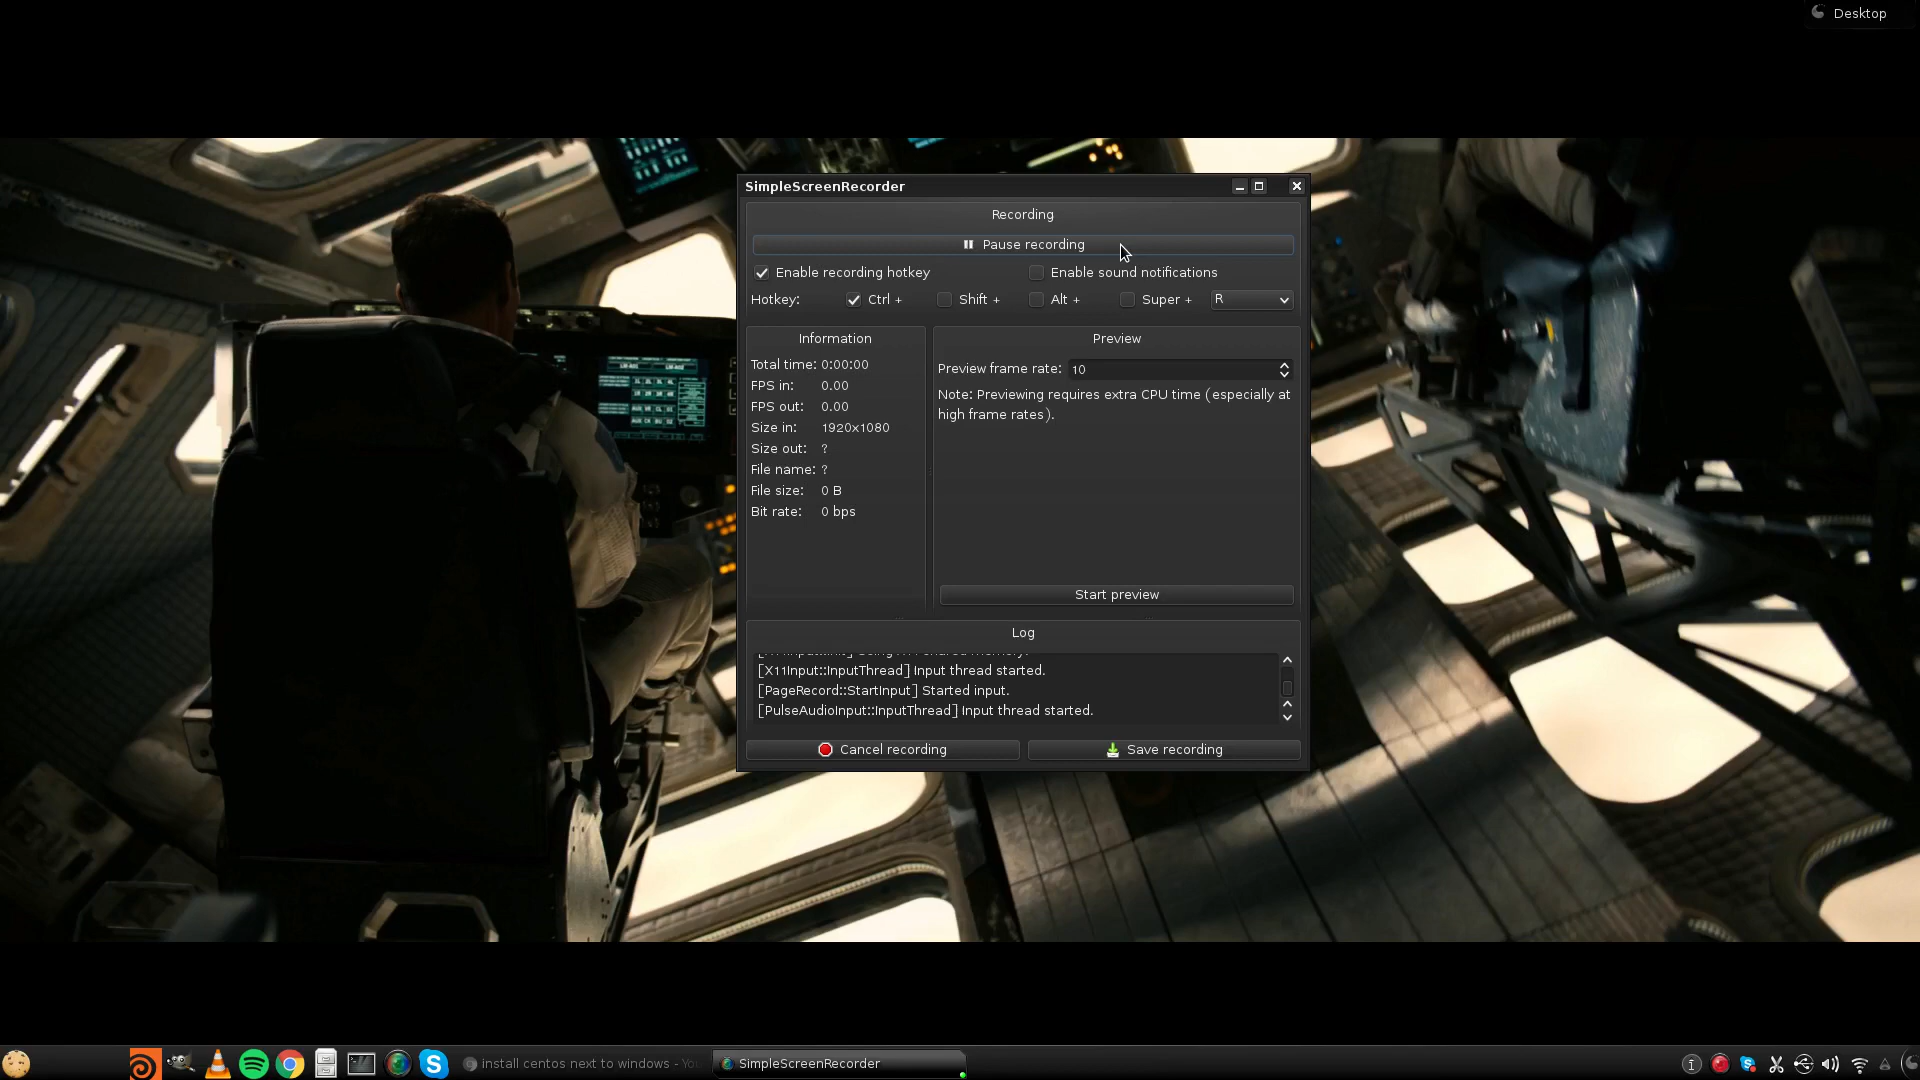 Desktop
SimpleScreenRecorder
Recording
Pause recording
Enable recording hotkey
Enable sound notifications
Hotkey: Ctrl + Shift + Alt + Super + R
Information
Total time: 0:00:00
FPS in: 0.00
FPS out: 0.00
Size in: 1920x1080
Size out: ?
File name: ?
File size: 0 B
Bit rate: 0 bps
Preview
Preview frame rate: 10
Note: Previewing requires extra CPU time (especially at
high frame rates).
Start preview
Log
[X11Input::InputThread] Input thread started.
[PageRecord::StartInput] Started input.
[PulseAudioInput::InputThread] Input thread started.
Cancel recording
Save recording
install centos next to windows - You
SimpleScreenRecorder